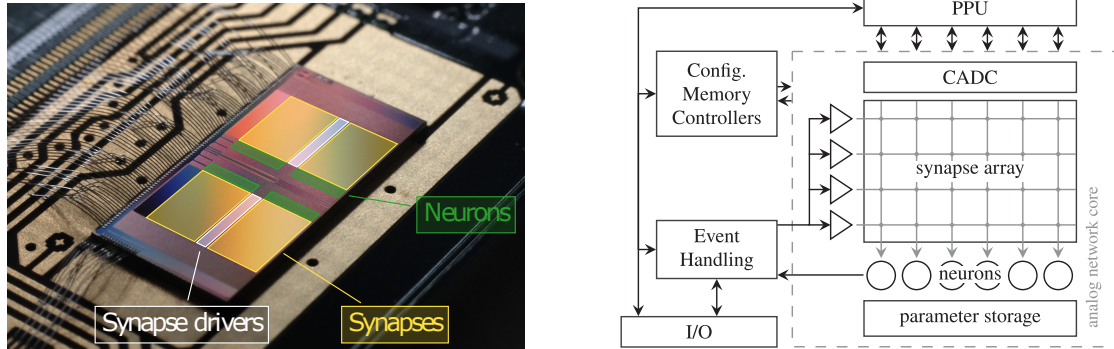 Neurons
Synapse drivers
Synapses
PPU
Config.
Memory
Controllers
CADC
synapse array
Event
Handling
neurons
parameter storage
I/O
analog network core